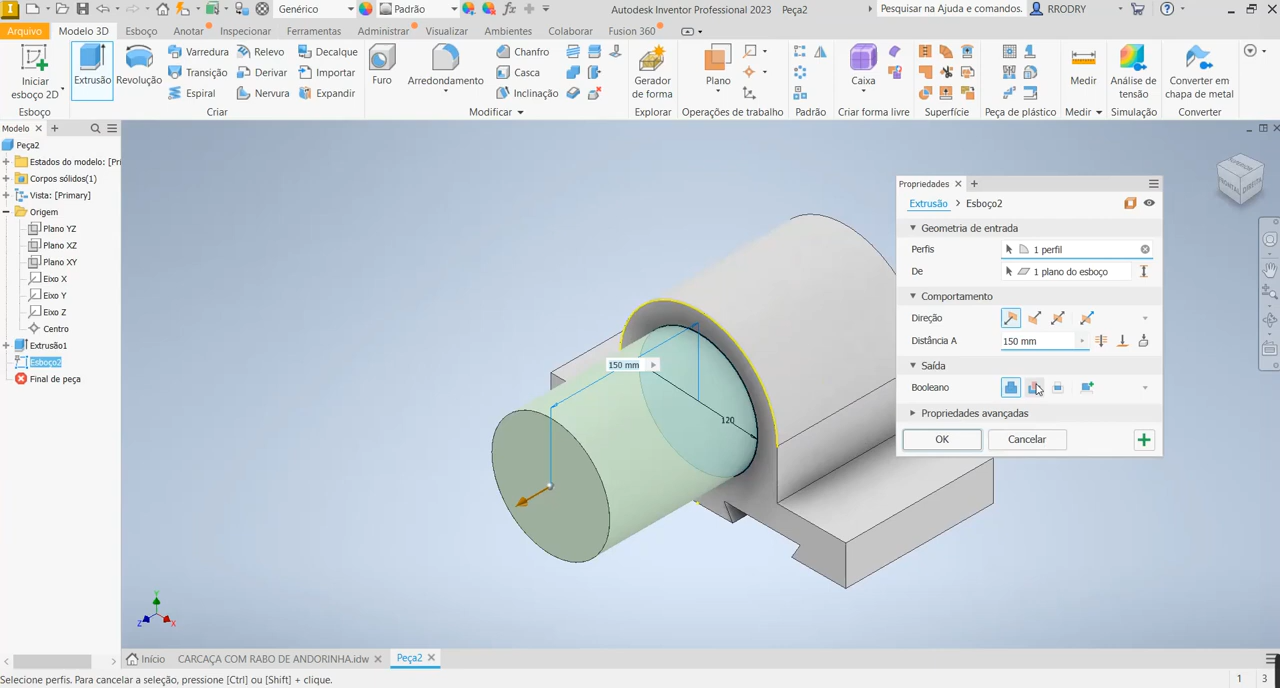 Genérico
Padrão
Autodesk Inventor Professional 2023 Peça2
Pesquisar na Ajuda e comandos.
RRODRY
Arquivo
Modelo 3D
Esboço
Anotar
Inspecionar
Ferramentas
Administrar
Visualizar
Ambientes
Colaborar
Fusion 360
Iniciar
esboço 2D
Extrusão
Revolução
Varredura
Transição
Espiral
Relevo
Derivar
Nervura
Decalque
Importar
Expandir
Furo
Arredondamento
Chanfro
Casca
Inclinação
Gerador
de forma
Plano
Caixa
Medir
Análise de
tensão
Converter em
chapa de metal
Esboço
Criar
Modificar
Explorar
Operações de trabalho
Padrão
Criar forma livre
Superfície
Peça de plástico
Medir
Simulação
Converter
Modelo
Peça2
Estados do modelo: [Pri
Corpos sólidos(1)
Vista: [Primary]
Origem
Plano YZ
Plano XZ
Plano XY
Eixo X
Eixo Y
Eixo Z
Centro
Extrusão1
Esboço2
Final de peça
150 mm
120
SUPERIOR
FRONTAL
DIREITA
Propriedades
Extrusão > Esboço2
Geometria de entrada
Perfis
1 perfil
De
1 plano do esboço
Comportamento
Direção
Distância A
150 mm
Saída
Booleano
Propriedades avançadas
OK
Cancelar
Y
Z
X
Início
CARCAÇA COM RABO DE ANDORINHA.idw
Peça2
Selecione perfis. Para cancelar a seleção, pressione [Ctrl] ou [Shift] + clique.
1
3